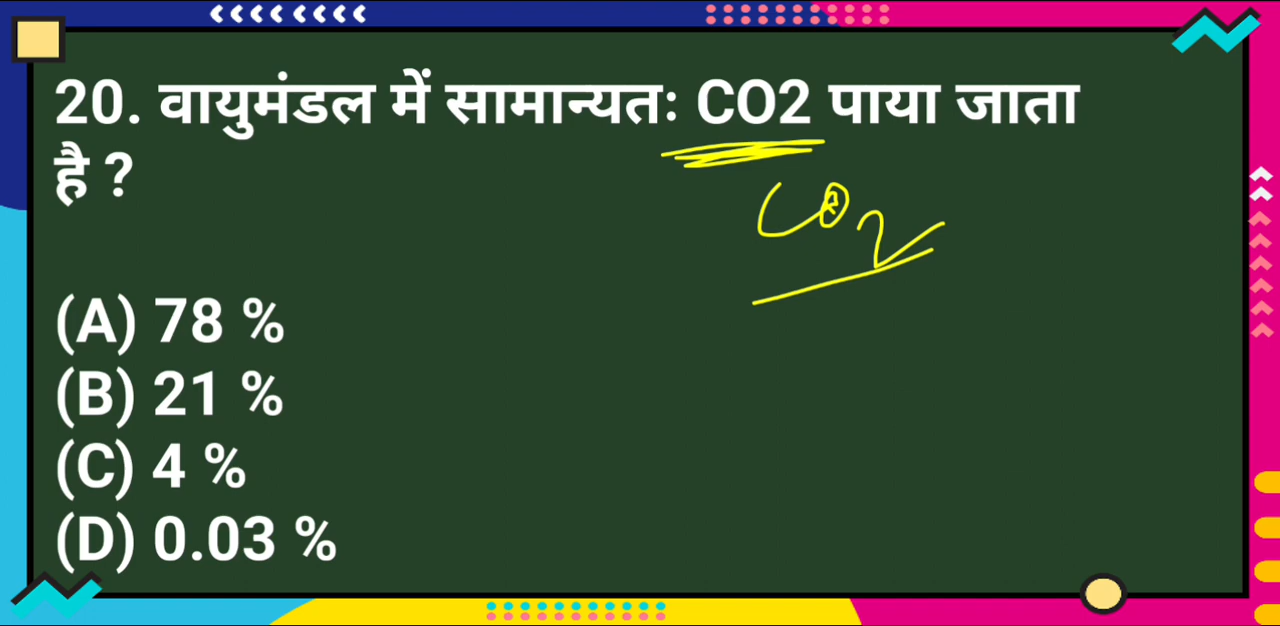 20. वायुमंडल में सामान्यतः CO2 पाया जाता
है ?
CO2
(A) 78 %
(B) 21 %
(C) 4 %
(D) 0.03 %